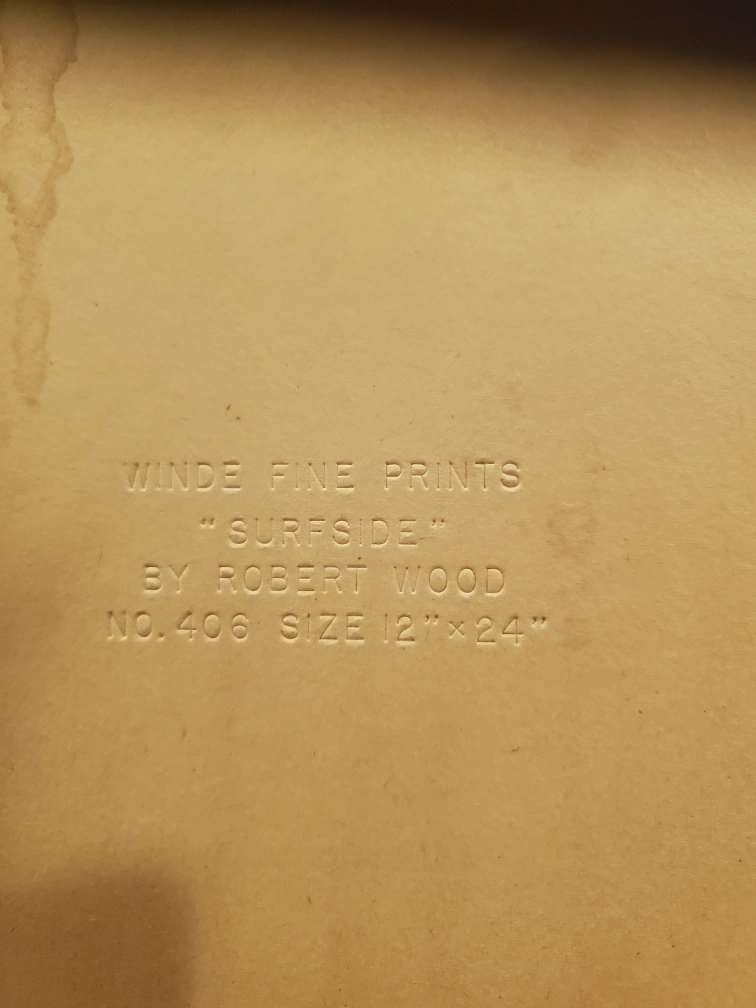 WINDE FINE PRINTS
"SURFSIDE"
BY ROBERT WOOD
NO. 406 SIZE 12"×24"